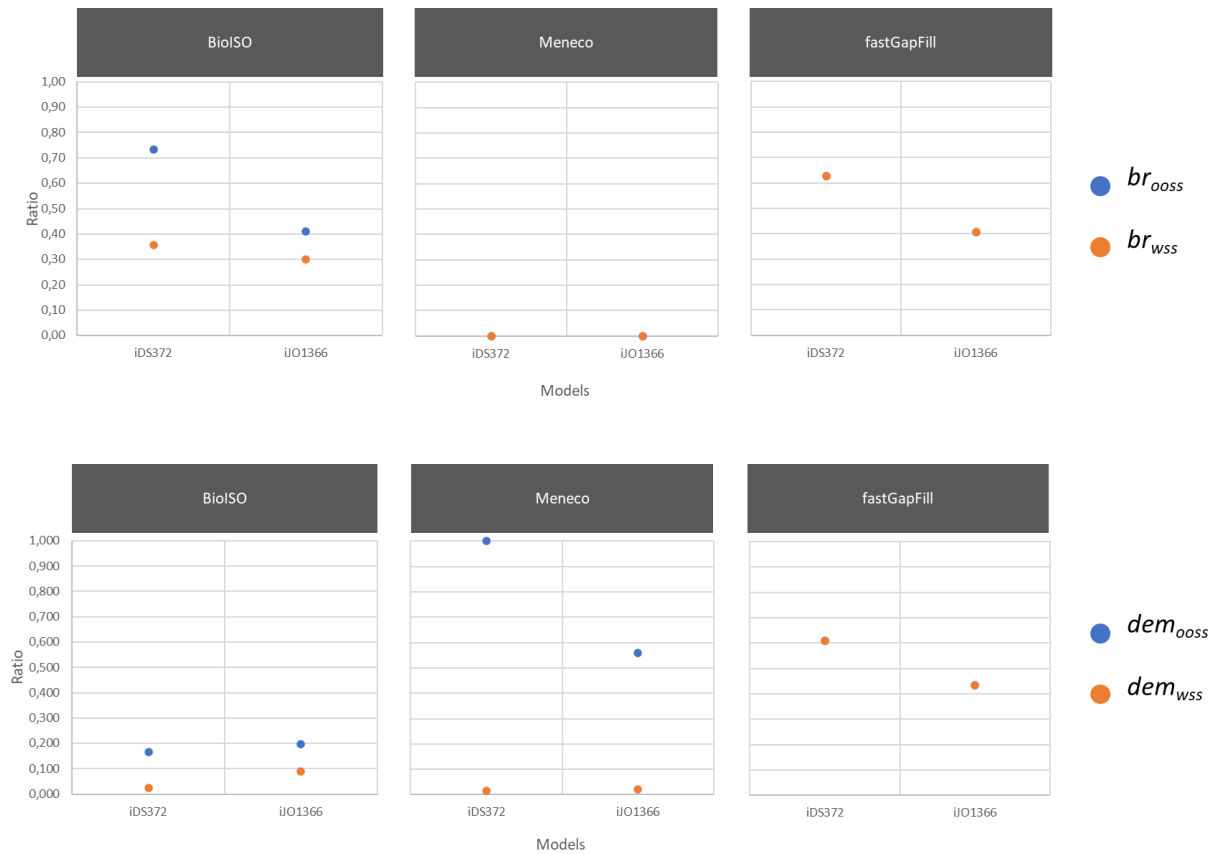 BioISO
Meneco
fastGapFill
1,00
0,90
0,80
0,70
0,60
0,50
0,40
0,30
0,20
0,10
0,00
Ratio
iDS372
iJO1366
iDS372
iJO1366
iDS372
iJO1366
Models
br_ooss
br_wss
BioISO
Meneco
fastGapFill
1,000
0,900
0,800
0,700
0,600
0,500
0,400
0,300
0,200
0,100
0,000
Ratio
iDS372
iJO1366
iDS372
iJO1366
iDS372
iJO1366
Models
dem_ooss
dem_wss